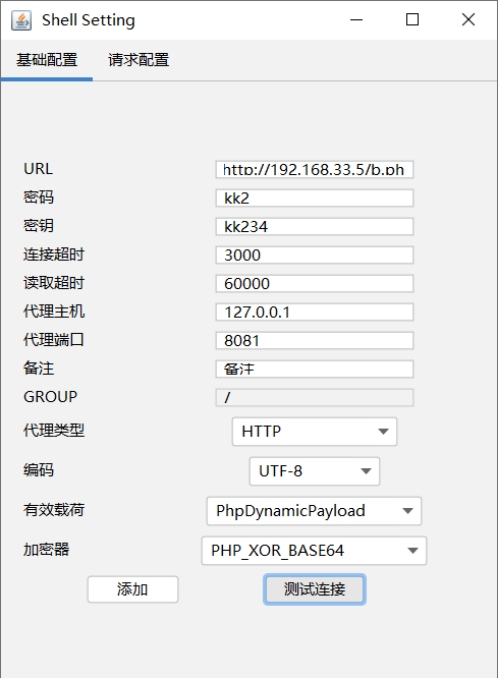 Shell Setting
基础配置 请求配置
URL http://192.168.33.5/b.ph
密码 kk2
密钥 kk234
连接超时 3000
读取超时 60000
代理主机 127.0.0.1
代理端口 8081
备注 备注
GROUP /
代理类型 HTTP
编码 UTF-8
有效载荷 PhpDynamicPayload
加密器 PHP_XOR_BASE64
添加 测试连接